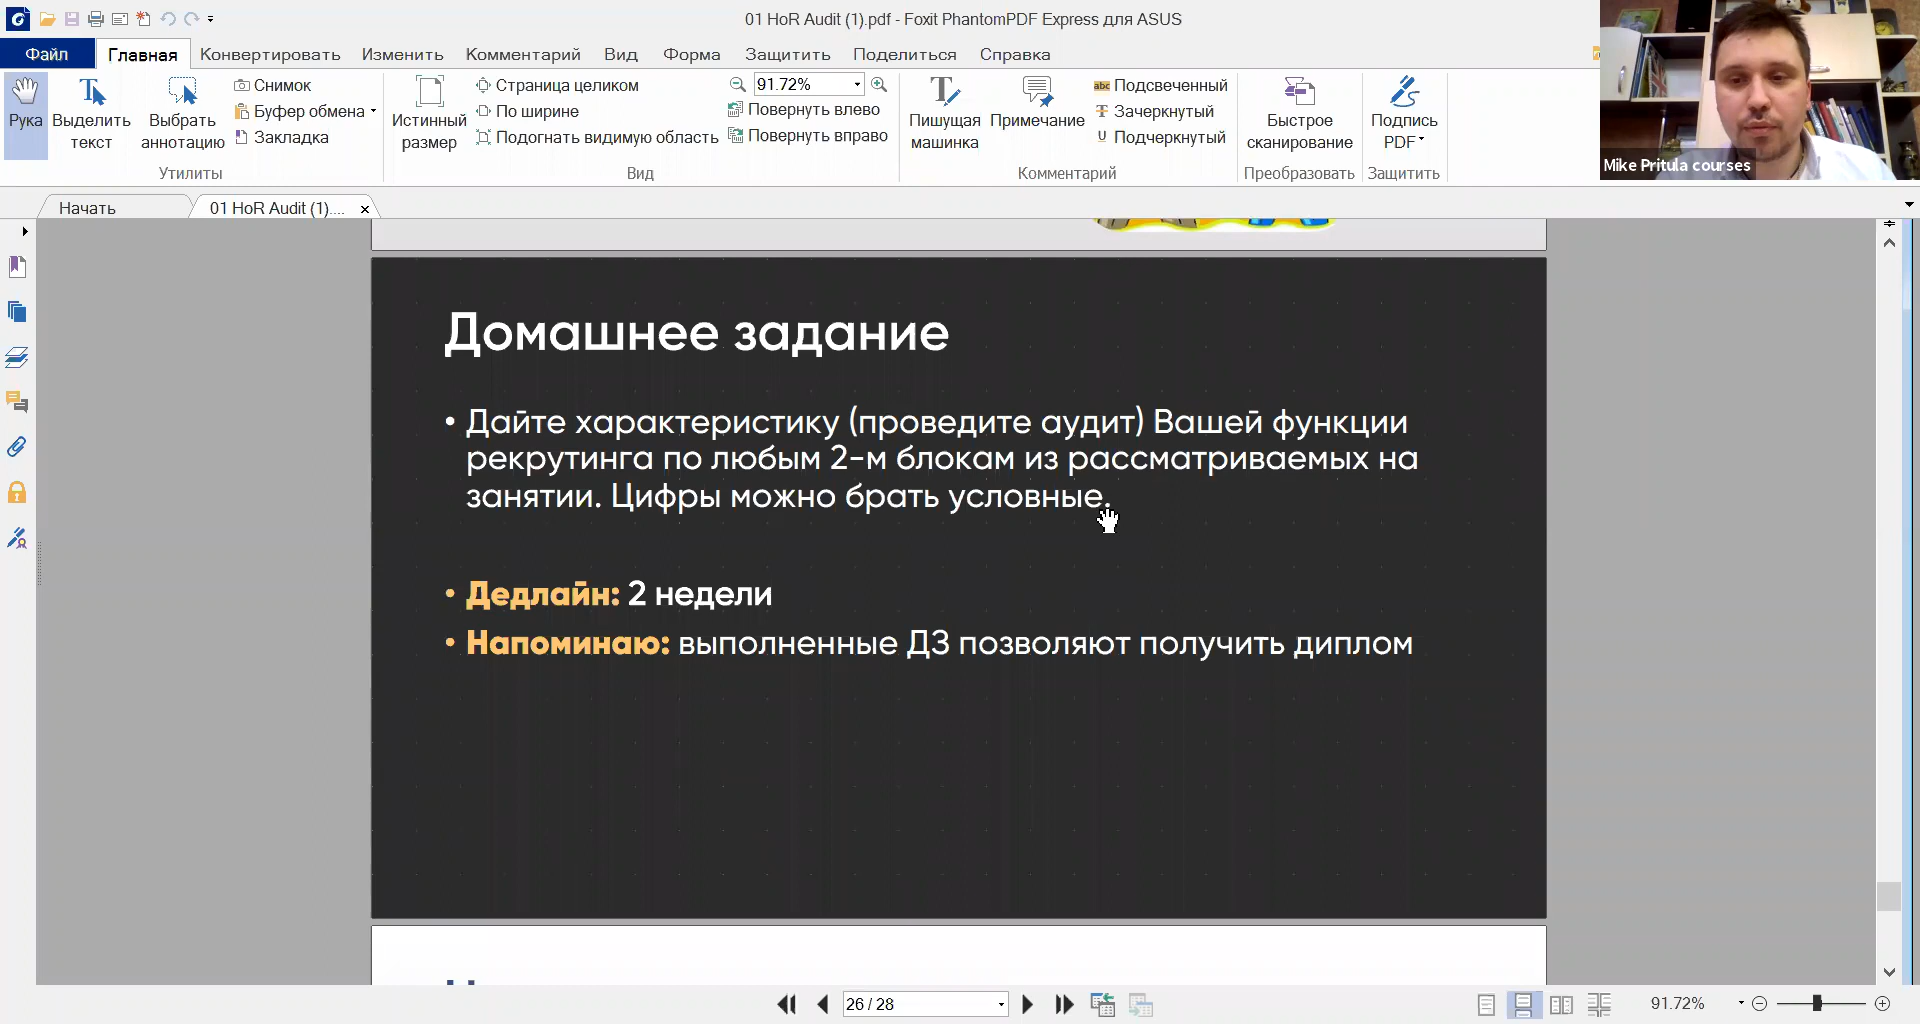 01 HoR Audit (1).pdf - Foxit PhantomPDF Express для ASUS
Файл Главная Конвертировать Изменить Комментарий Вид Форма Защитить Поделиться Справка
Рука
Выделить текст
Выбрать аннотацию
Снимок
Буфер обмена
Закладка
Утилиты
Истинный размер
Страница целиком
По ширине
Подогнать видимую область
91.72%
Повернуть влево
Повернуть вправо
Вид
Пишущая машинка
Примечание
Подсвеченный
Зачеркнутый
Подчеркнутый
Комментарий
Быстрое сканирование
Преобразовать
Подпись PDF
Защитить
Mike Pritula courses
Начать
01 HoR Audit (1)....
Домашнее задание
• Дайте характеристику (проведите аудит) Вашей функции
рекрутинга по любым 2-м блокам из рассматриваемых на
занятии. Цифры можно брать условные.
• Дедлайн: 2 недели
• Напоминаю: выполненные ДЗ позволяют получить диплом
26 / 28
91.72%